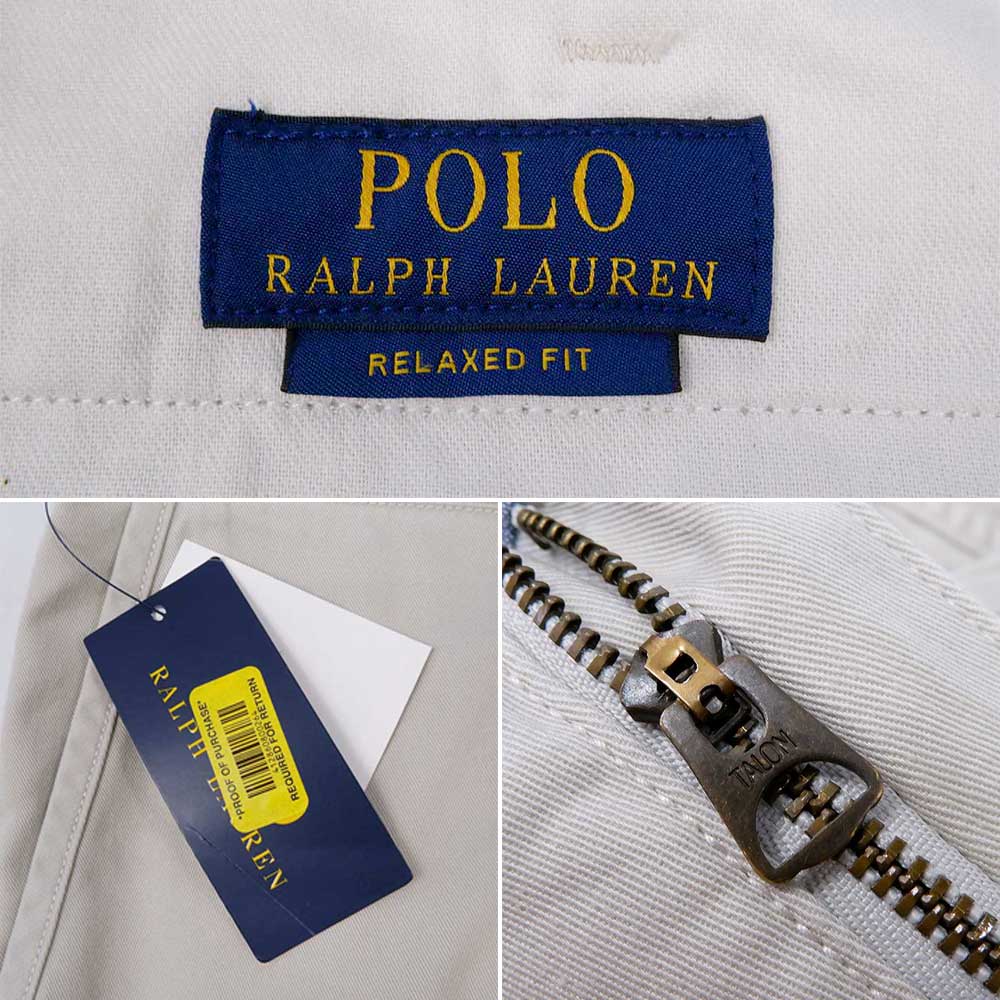 POLO
RALPH LAUREN
RELAXED FIT
RALPH LAUREN
*PROOF OF PURCHASE*
REQUIRED FOR RETURN
TALON